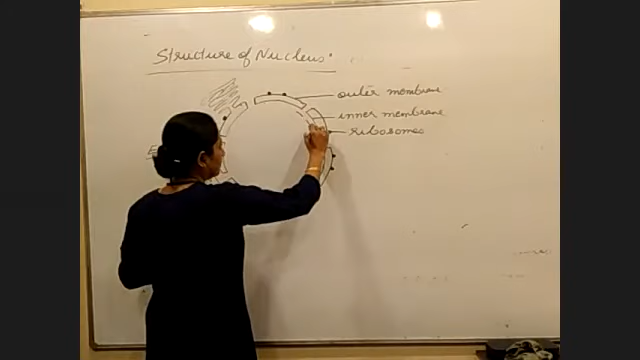 Structure of Nucleus.
outer membrane
inner membrane
ribosomes